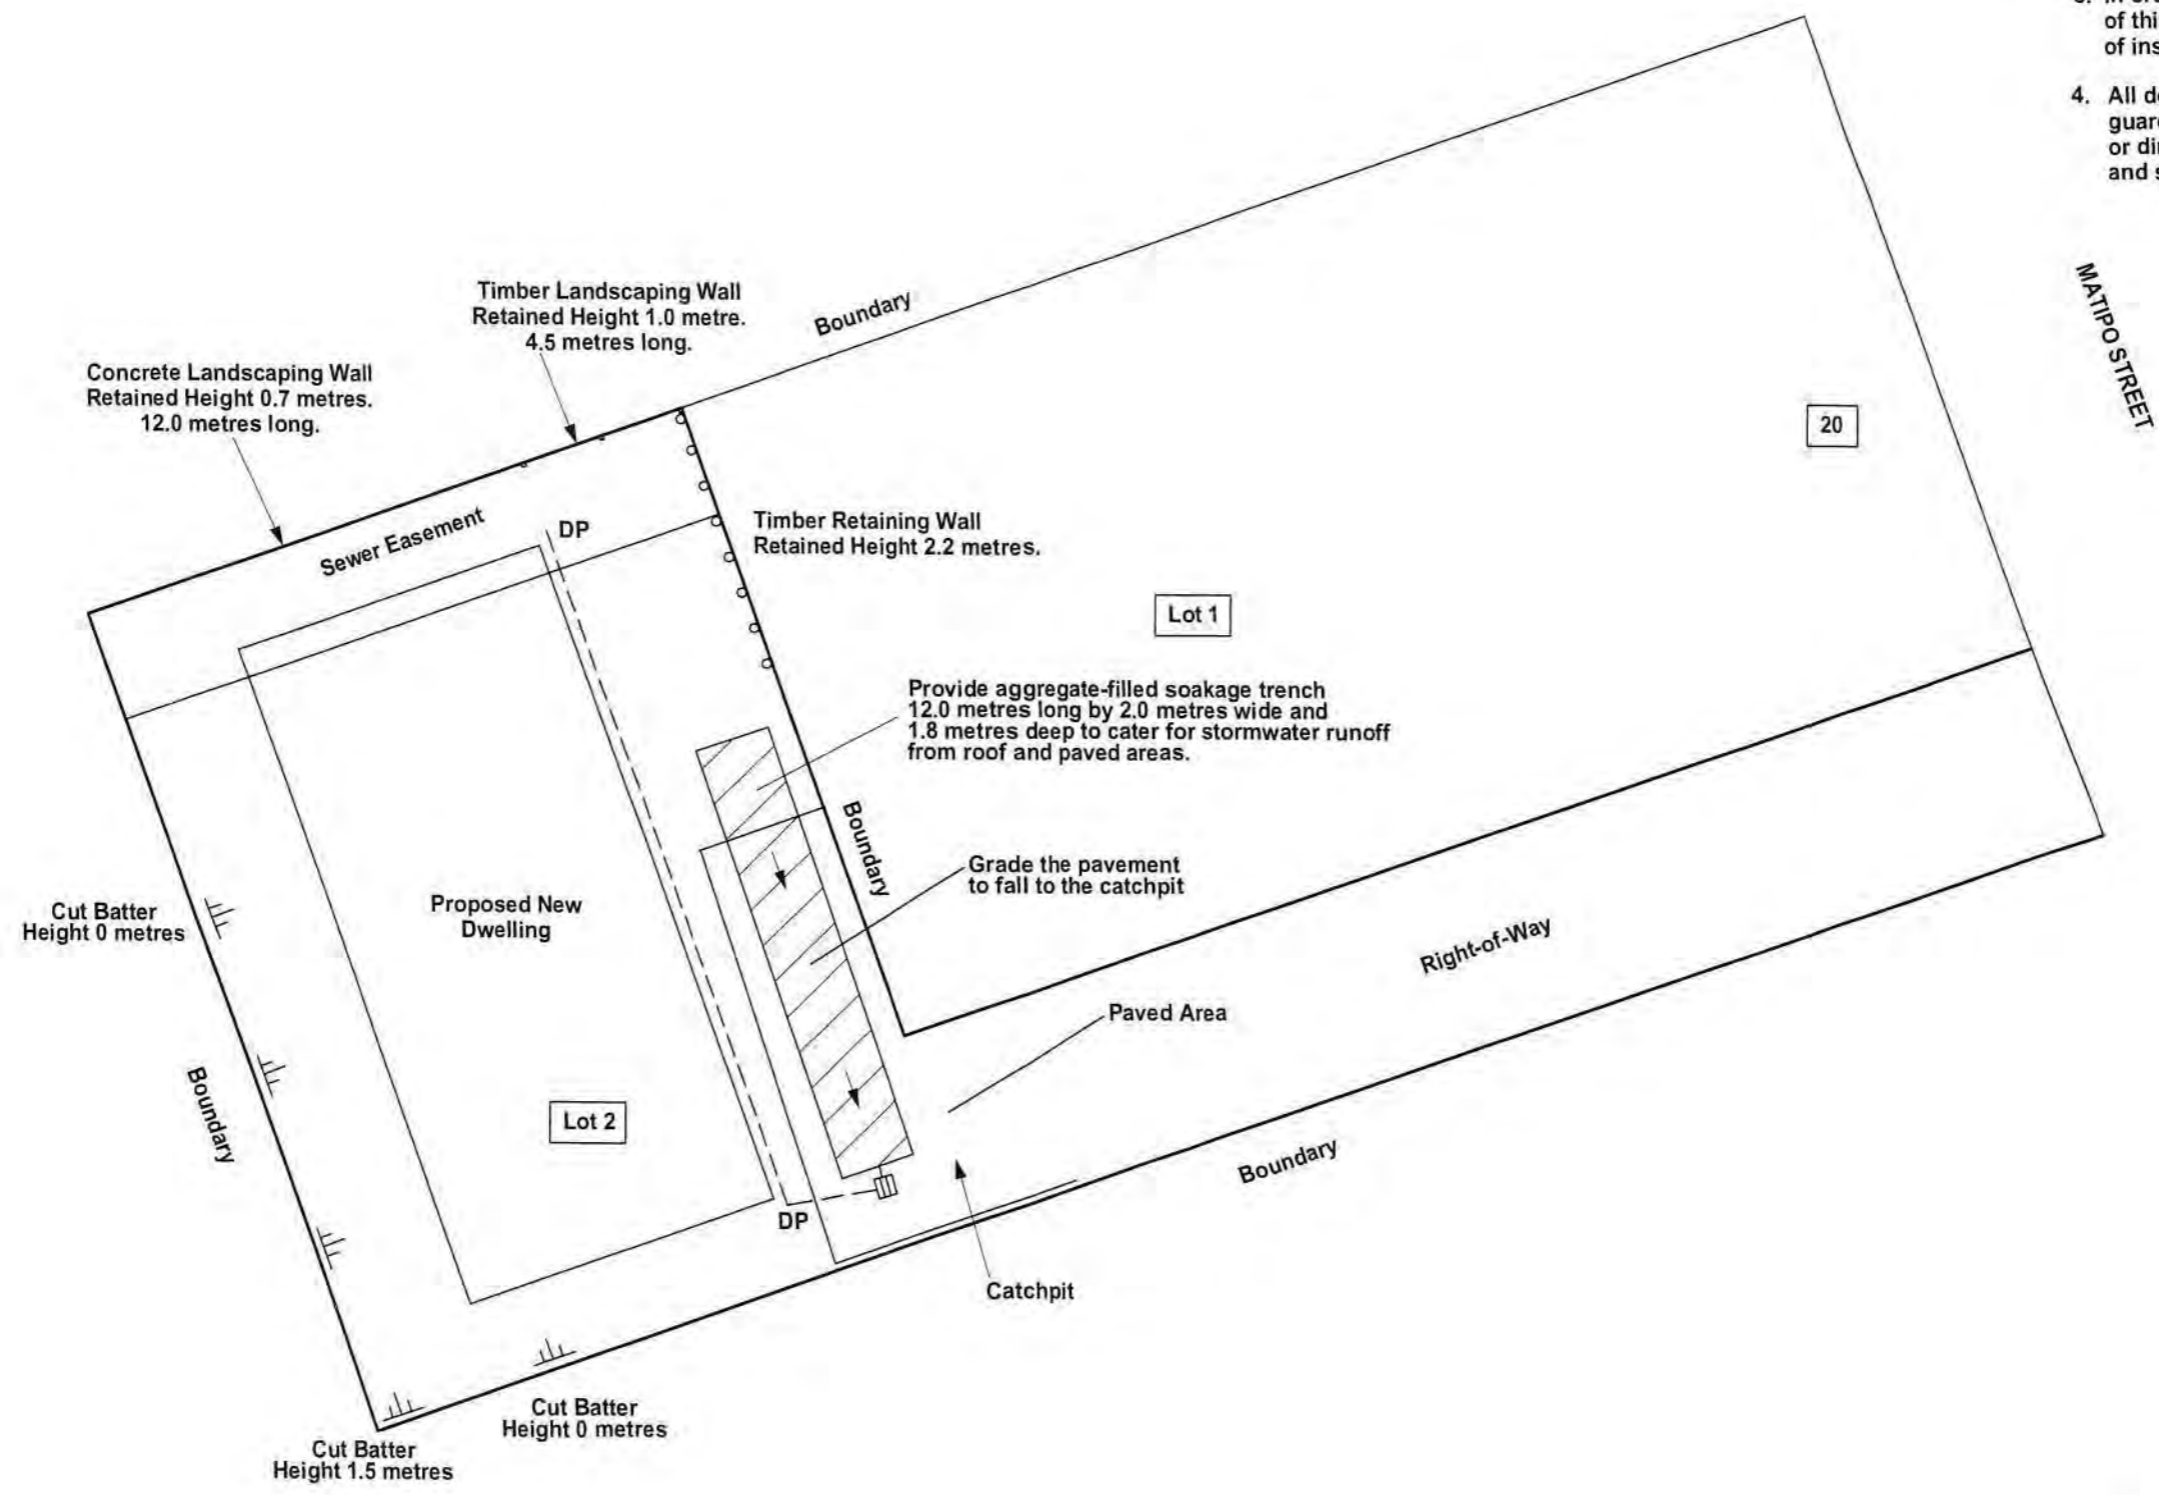 of thi
of ins
4. All d
guar
or di
and s
MATIPO STREET
Timber Landscaping Wall
Retained Height 1.0 metre.
4.5 metres long.
Boundary
Concrete Landscaping Wall
Retained Height 0.7 metres.
12.0 metres long.
20
Sewer Easement
DP
Timber Retaining Wall
Retained Height 2.2 metres.
Lot 1
Provide aggregate-filled soakage trench
12.0 metres long by 2.0 metres wide and
1.8 metres deep to cater for stormwater runoff
from roof and paved areas.
Boundary
Grade the pavement
to fall to the catchpit
Cut Batter
Height 0 metres
Proposed New
Dwelling
Right-of-Way
Paved Area
Boundary
Lot 2
Boundary
DP
Catchpit
Cut Batter
Height 0 metres
Cut Batter
Height 1.5 metres